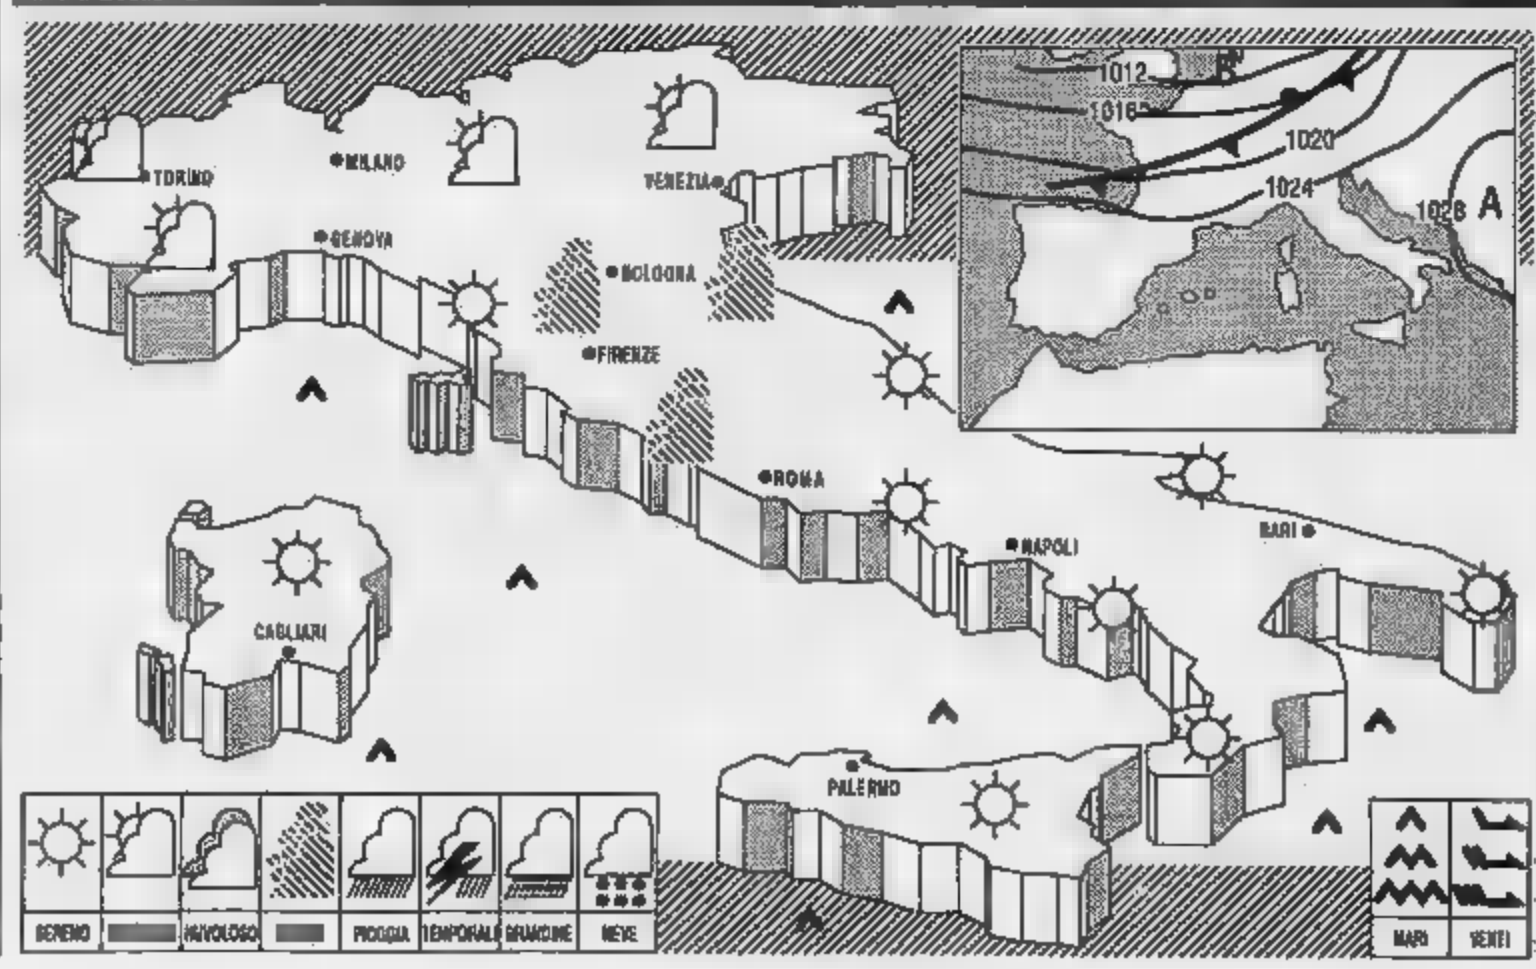 1012
1016
1020
1024
1028
A
TORINO
MILANO
VENEZIA
GENOVA
BOLOGNA
FIRENZE
ROMA
NAPOLI
BARI
CAGLIARI
PALERMO
SERENO
NUVOLOSO
PIOGGIA
TEMPORALE
GRANDINE
NEVE
MARI
VENTI